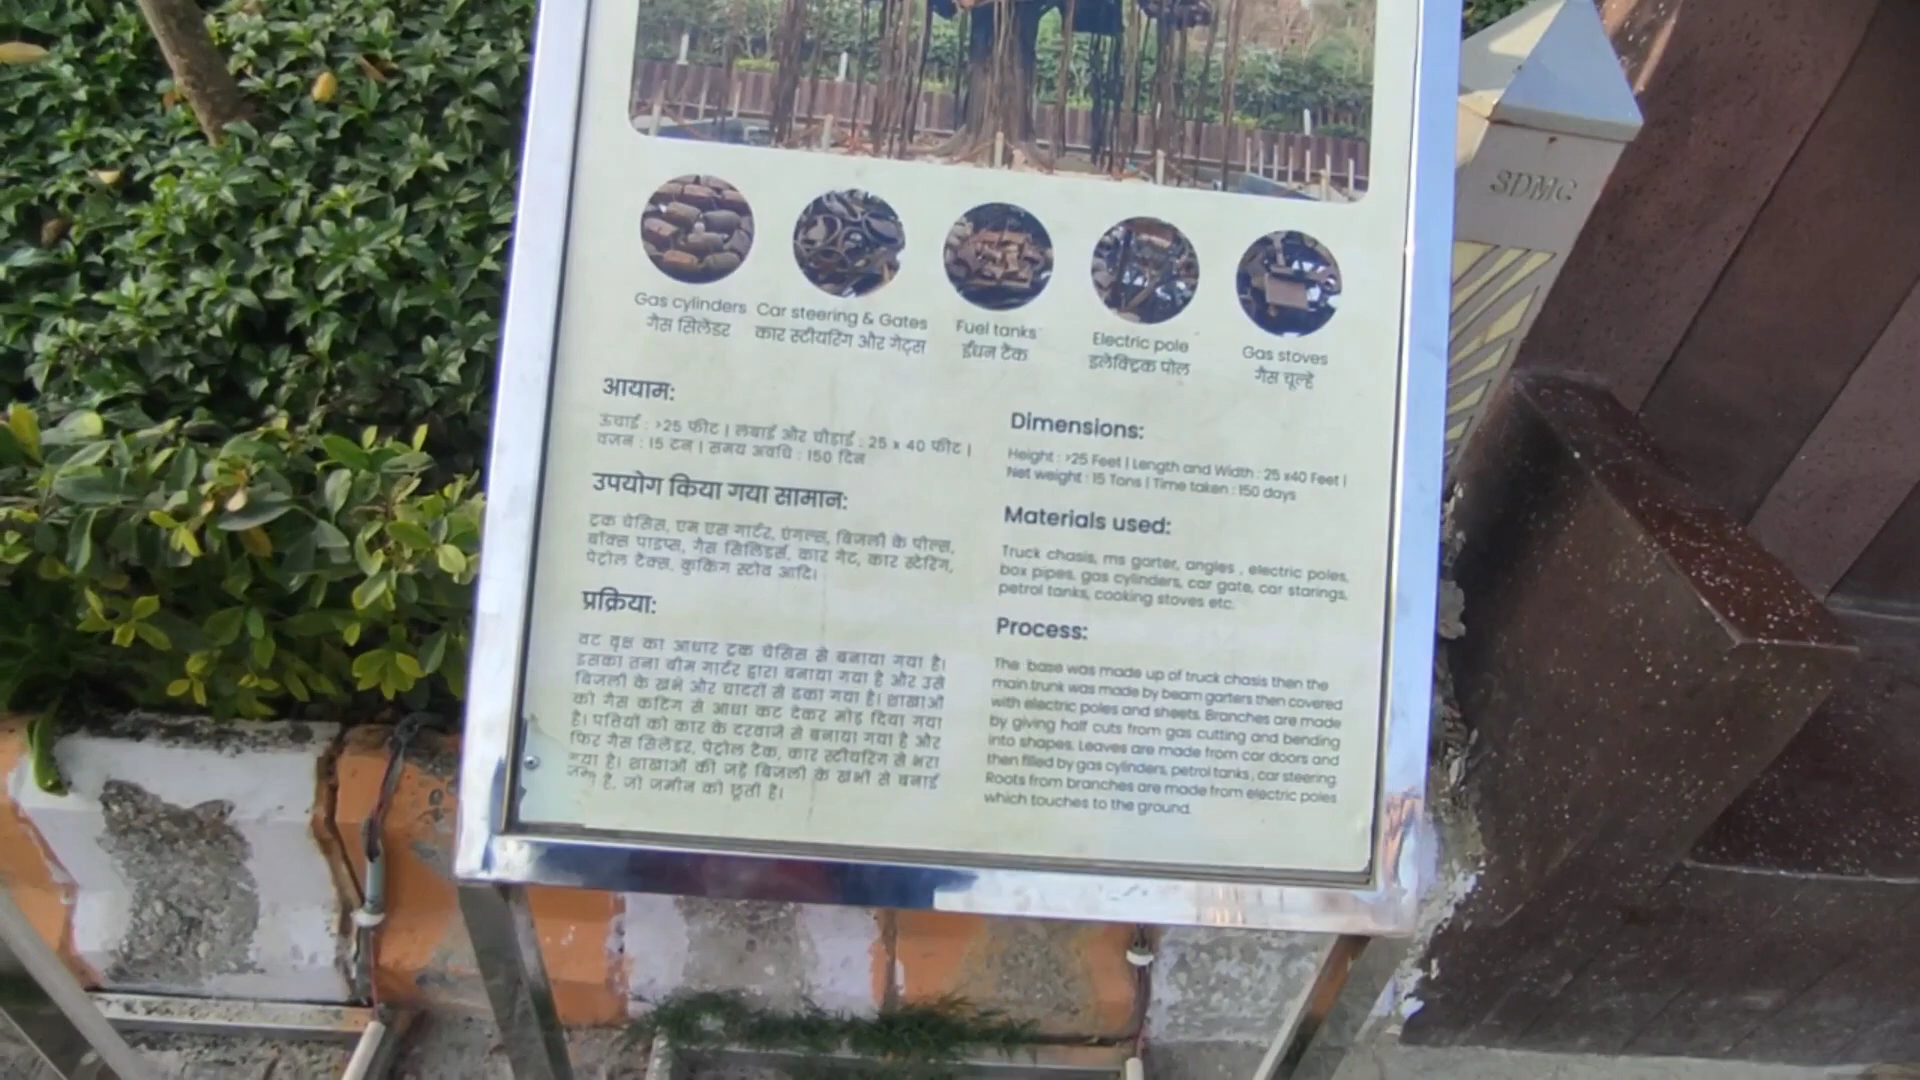 SDMC
Gas cylinders
गैस सिलेंडर
Car steering & Gates
कार स्टीयरिंग और गेट्स
Fuel tanks
ईंधन टैंक
Electric pole
इलेक्ट्रिक पोल
Gas stoves
गैस चूल्हे
आयाम:
ऊंचाई : >25 फीट | लंबाई और चौड़ाई : 25 x 40 फीट |
वजन : 15 टन | समय अवधि : 150 दिन
उपयोग किया गया सामान:
ट्रक चेसिस, एम एस गार्टर, एंगल्स, बिजली के पोल्स,
बॉक्स पाइप्स, गैस सिलिंडर्स, कार गेट, कार स्टेरिंग,
पेट्रोल टैंक्स, कुकिंग स्टोव आदि।
प्रक्रिया:
वट वृक्ष का आधार ट्रक चेसिस से बनाया गया है।
इसका तना बीम गार्टर द्वारा बनाया गया है और उसे
बिजली के खंभे और चादरों से ढका गया है। शाखाओं
को गैस कटिंग से आधा कट देकर मोड़ दिया गया
है। पत्तियों को कार के दरवाजे से बनाया गया है और
फिर गैस सिलेंडर, पेट्रोल टैंक, कार स्टीयरिंग से भरा
गया है। शाखाओं की जड़ें बिजली के खंभों से बनाई
है, जो जमीन को छूती है।
Dimensions:
Height : >25 Feet | Length and Width : 25 x40 Feet |
Net weight : 15 Tons | Time taken : 150 days
Materials used:
Truck chasis, ms garter, angles , electric poles,
box pipes, gas cylinders, car gate, car starings,
petrol tanks, cooking stoves etc.
Process:
The base was made up of truck chasis then the
main trunk was made by beam garters then covered
with electric poles and sheets. Branches are made
by giving half cuts from gas cutting and bending
into shapes. Leaves are made from car doors and
then filled by gas cylinders, petrol tanks , car steering.
Roots from branches are made from electric poles
which touches to the ground.